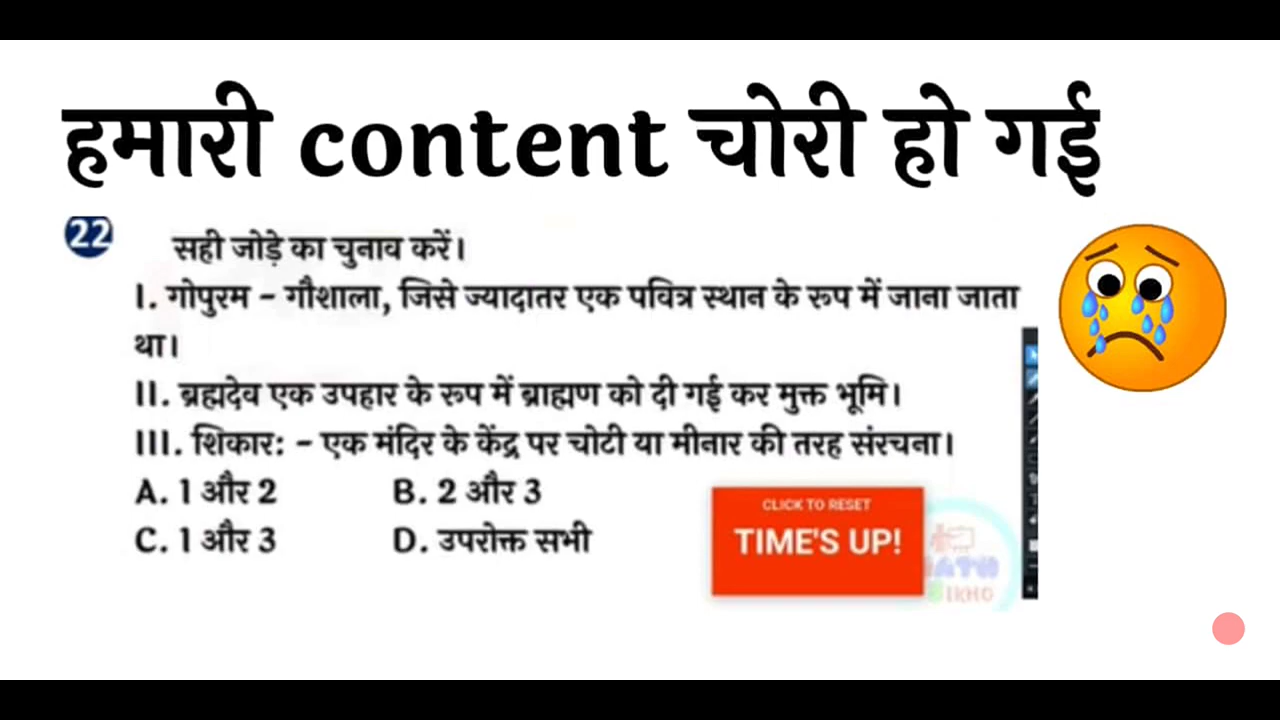 हमारी content चोरी हो गई
22 सही जोड़े का चुनाव करें।
I. गोपुरम – गौशाला, जिसे ज्यादातर एक पवित्र स्थान के रूप में जाना जाता
था।
II. ब्रह्मदेव एक उपहार के रूप में ब्राह्मण को दी गई कर मुक्त भूमि।
III. शिकार: – एक मंदिर के केंद्र पर चोटी या मीनार की तरह संरचना।
A. 1 और 2 B. 2 और 3
C. 1 और 3 D. उपरोक्त सभी
CLICK TO RESET
TIME'S UP!